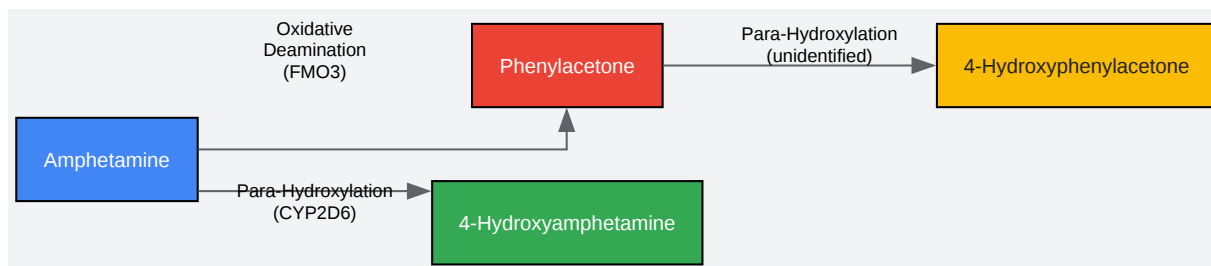 Oxidative
Deamination
(FMO3)
Phenylacetone
Para-Hydroxylation
(unidentified)
4-Hydroxyphenylacetone
Amphetamine
Para-Hydroxylation
(CYP2D6)
4-Hydroxyamphetamine